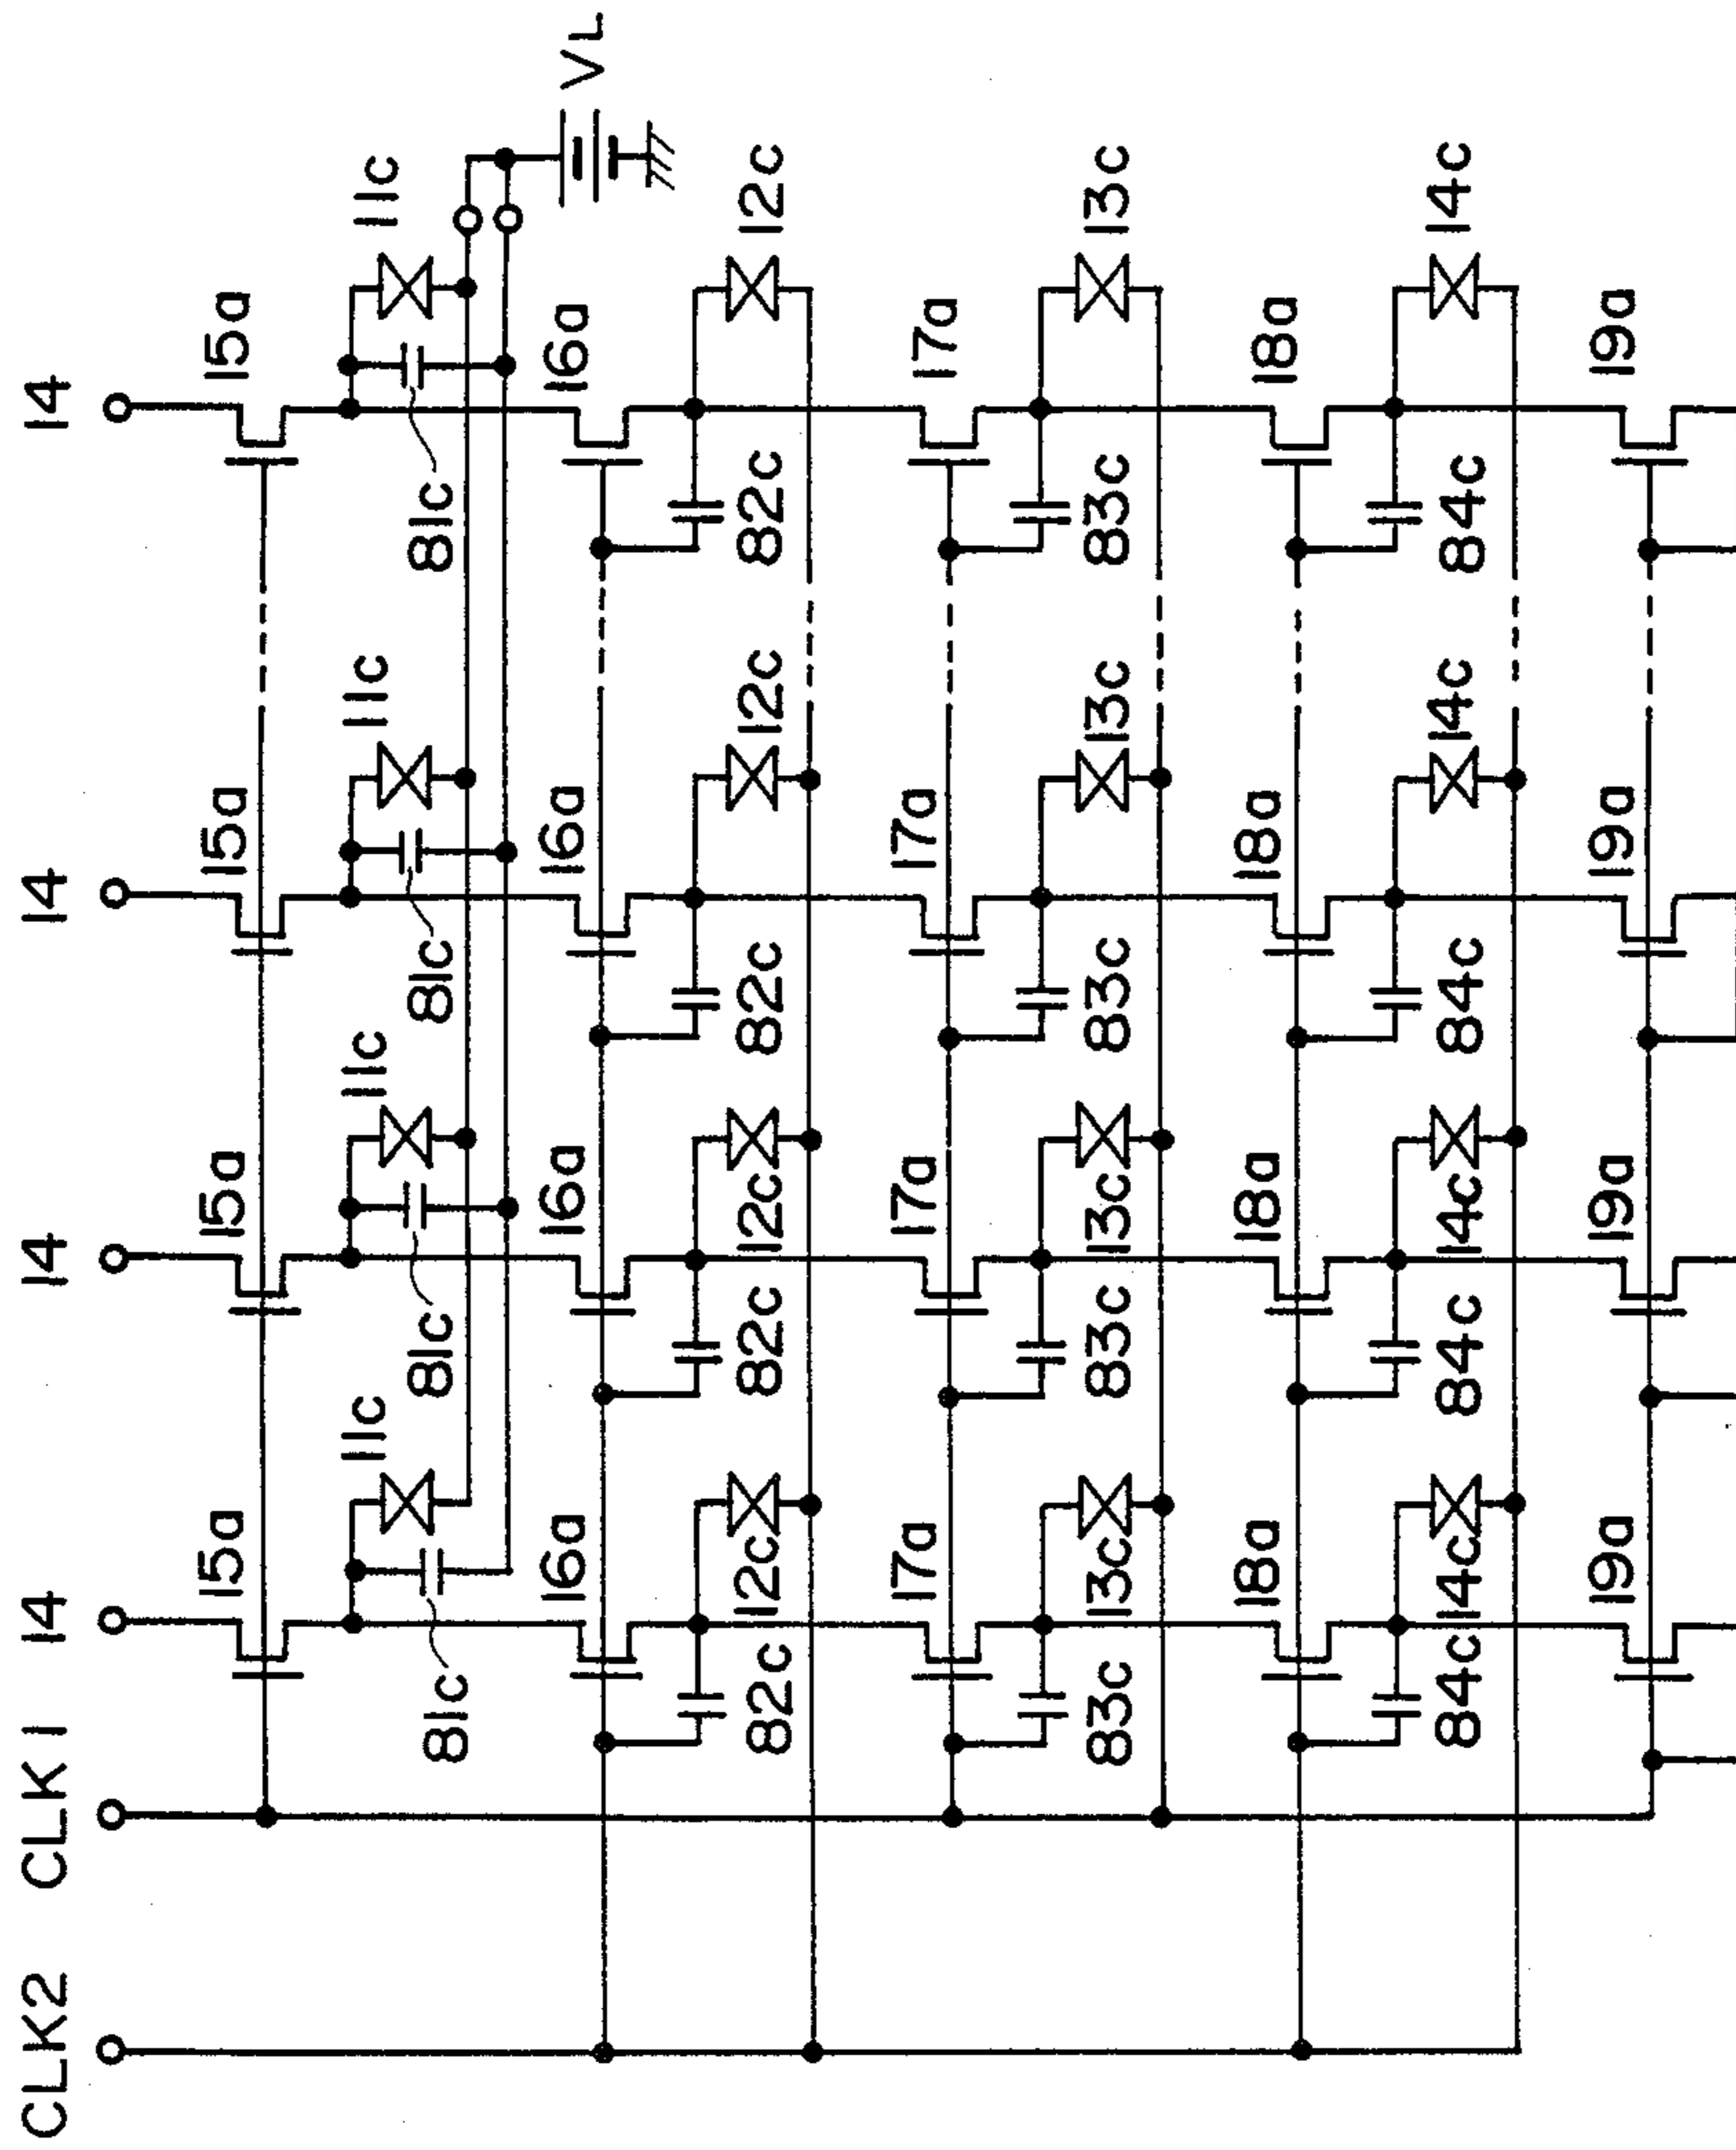 CLK2 CLK1 14 14 14 14
15a 15a 15a 15a
11c 11c 11c 11c
81c 81c 81c 81c
VL
16a 16a 16a 16a
82c 12c 82c 12c 82c 12c 82c 12c
17a 17a 17a 17a
83c 13c 83c 13c 83c 13c 83c 13c
18a 18a 18a 18a
84c 14c 84c 14c 84c 14c 84c 14c
19a 19a 19a 19a